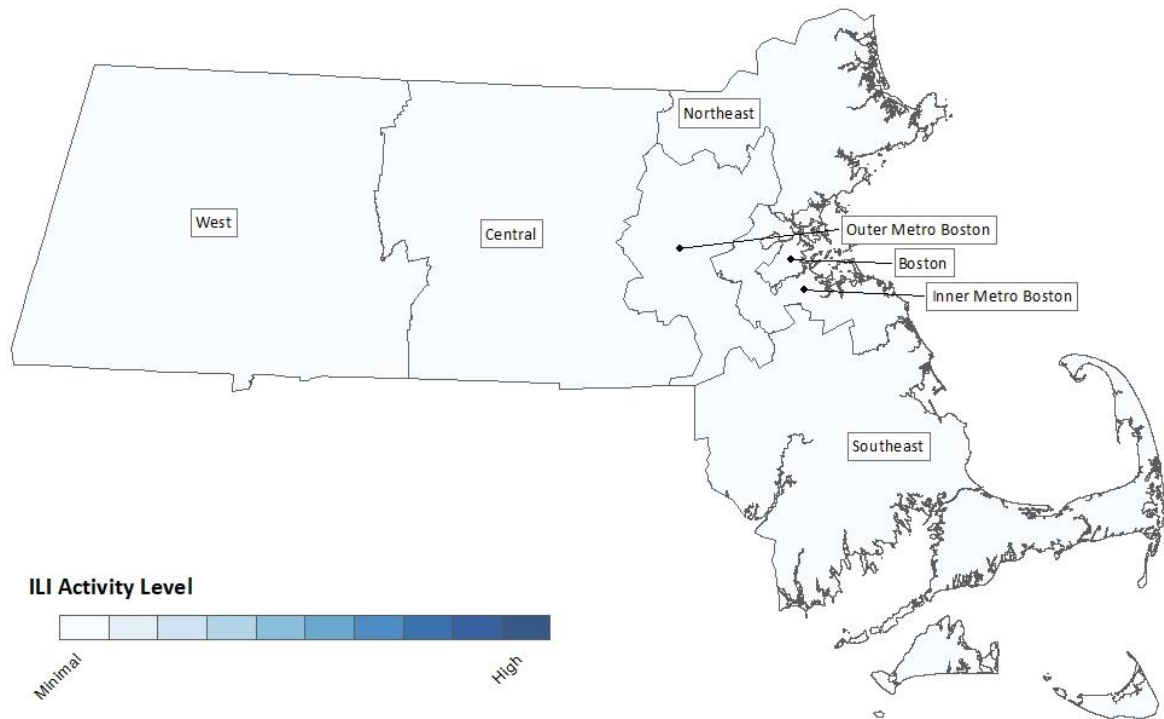 Northeast
West
Central
Outer Metro Boston
Boston
Inner Metro Boston
Southeast
ILI Activity Level
Minimal
High